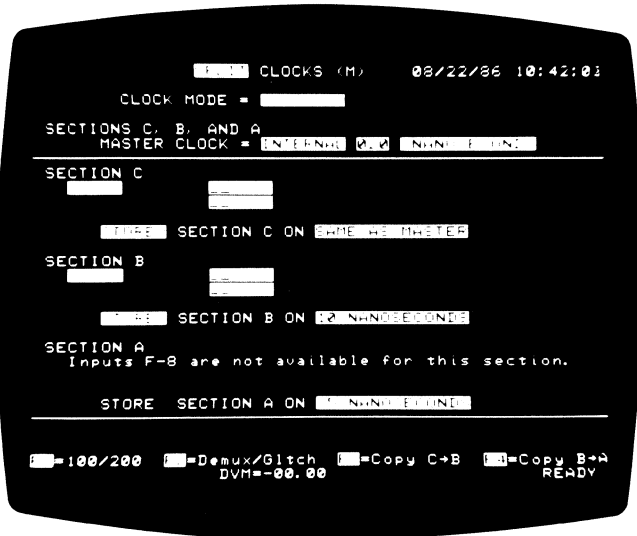 CLOCKS (M) 08/22/86 10:42:03
CLOCK MODE =
SECTIONS C, B, AND A
MASTER CLOCK = INTERNAL 0.0
SECTION C
SECTION C ON SAME AS MASTER
SECTION B
SECTION B ON 10 NANOSECONDS
SECTION A
Inputs F-8 are not available for this section.
STORE SECTION A ON
=100/200 =Demux/Gltch =Copy C→B =Copy B→A
DVM=-00.00 READY